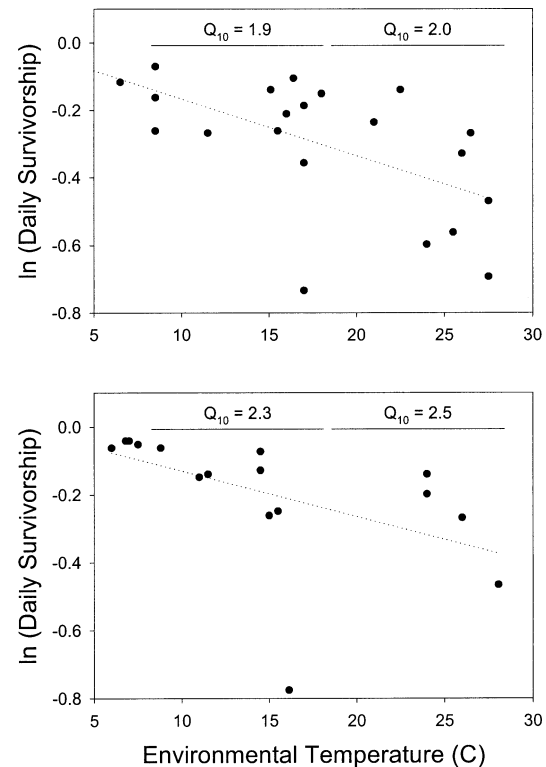 Q10 = 1.9 Q10 = 2.0
0.0
-0.2
-0.4
-0.6
-0.8
ln (Daily Survivorship)
5 10 15 20 25 30
Q10 = 2.3 Q10 = 2.5
0.0
-0.2
-0.4
-0.6
-0.8
ln (Daily Survivorship)
5 10 15 20 25 30
Environmental Temperature (C)